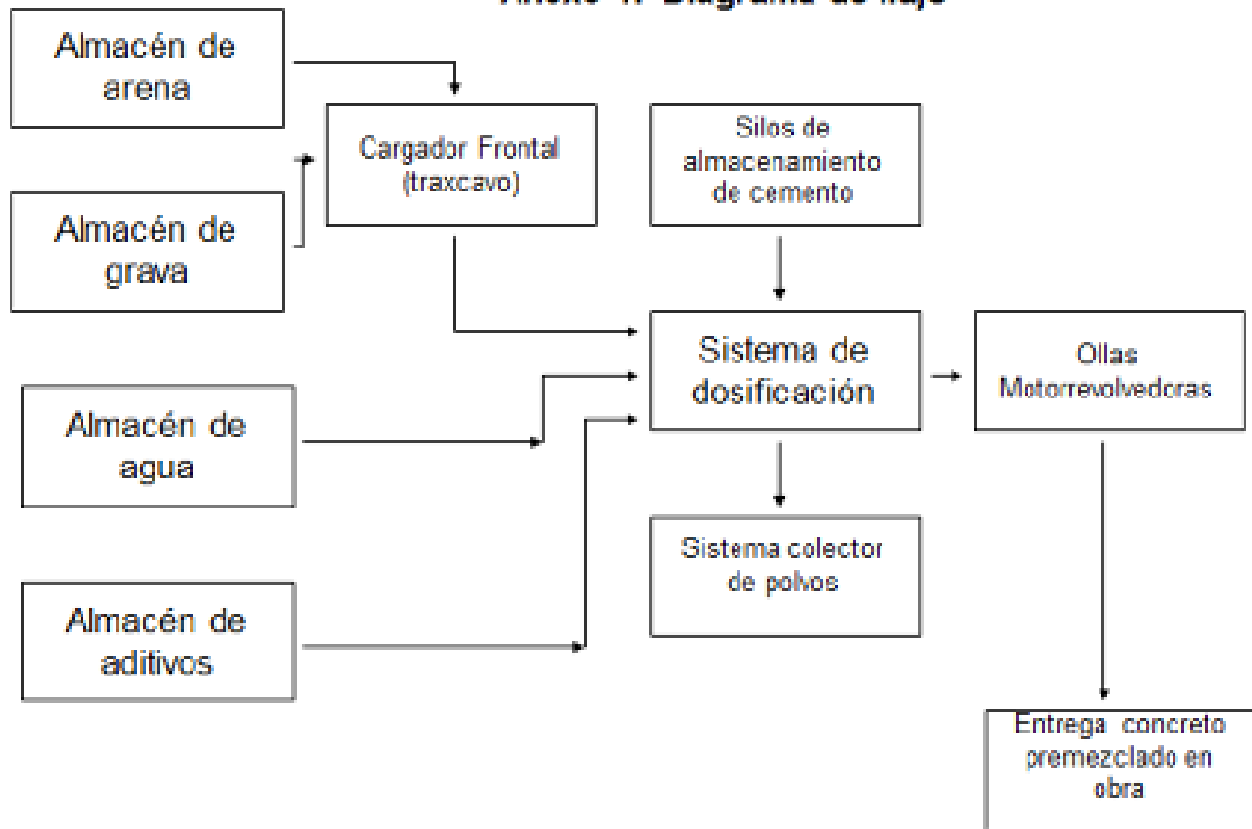 Almacén de
arena
Cargador Frontal
(traxcavo)
Silos de
almacenamiento
de cemento
Almacén de
grava
Sistema de
dosificación
Ollas
Motorrevolvedoras
Almacén de
agua
Sistema colector
de polvos
Almacén de
aditivos
Entrega concreto
premezclado en
obra